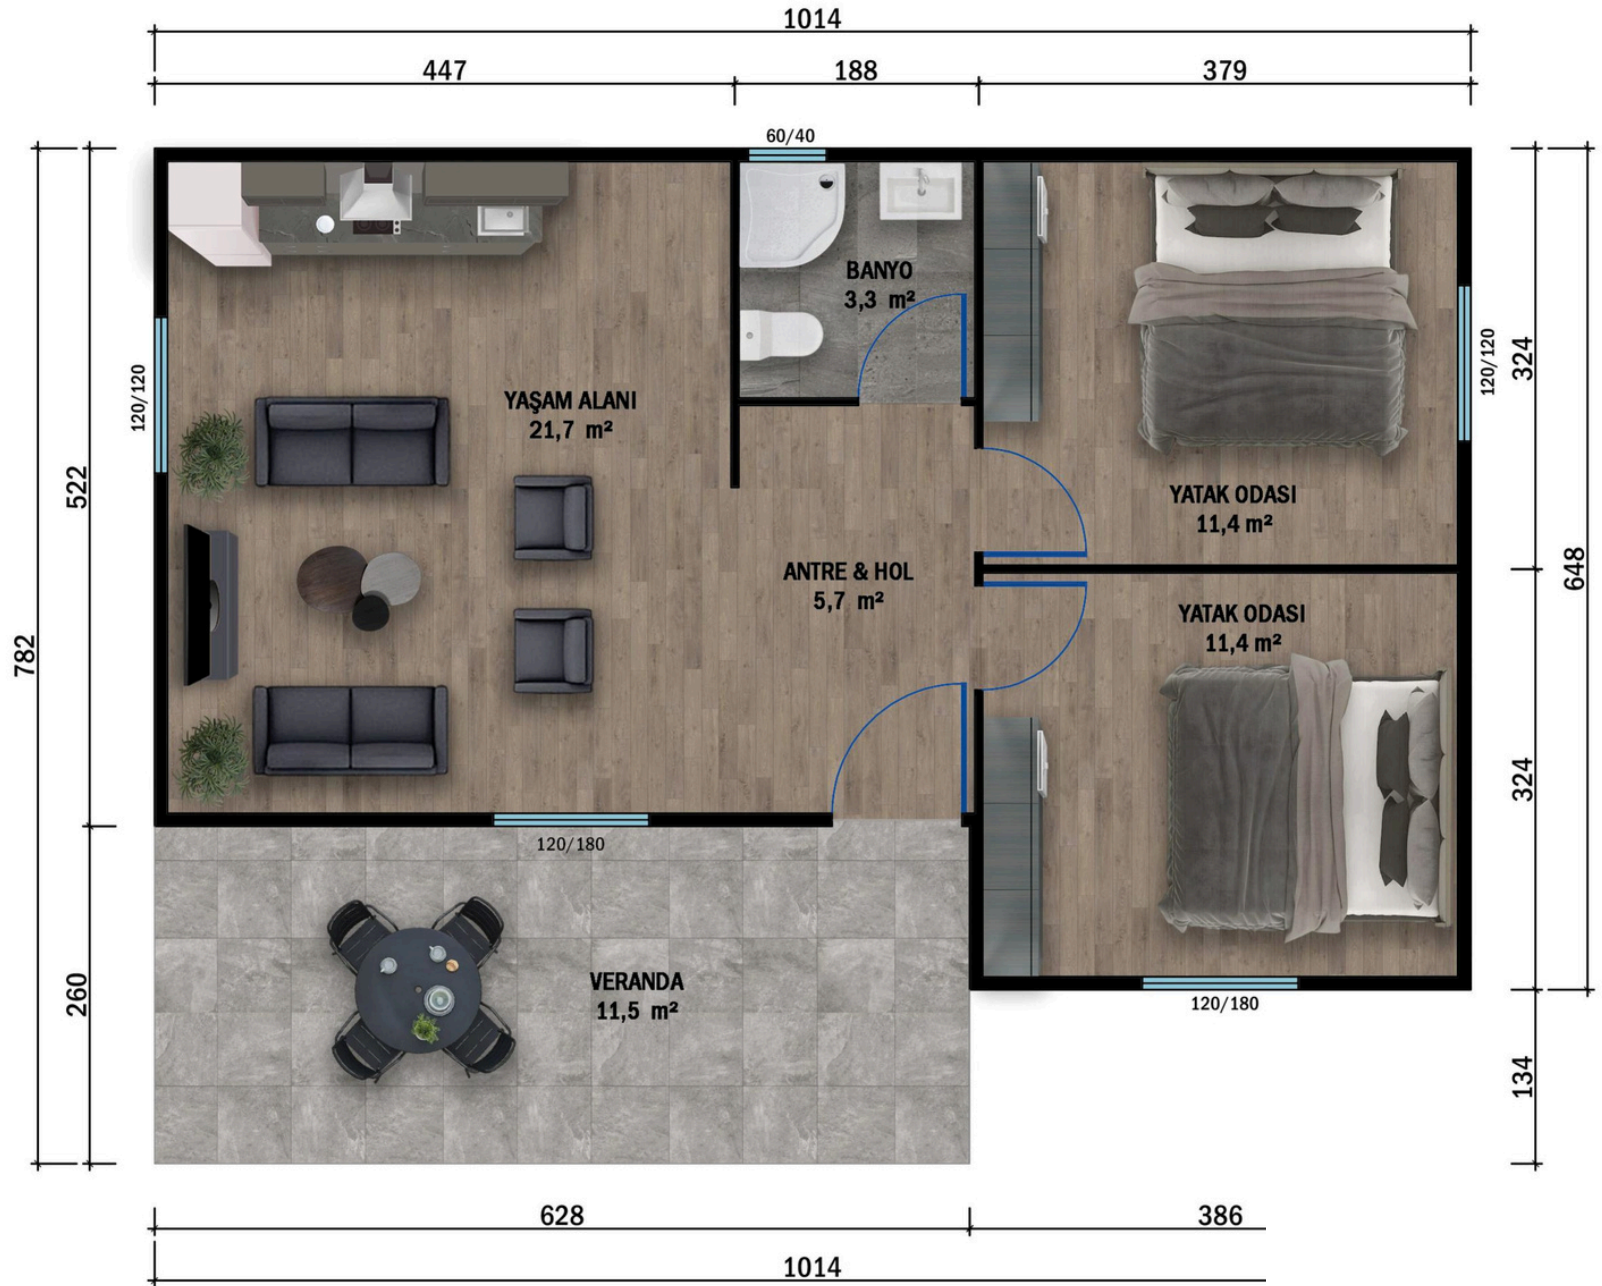 1014
447
188
379
60/40
BANYO
3,3 m²
120/120
YAŞAM ALANI
21,7 m²
120/120
324
522
YATAK ODASI
11,4 m²
ANTRE & HOL
5,7 m²
648
YATAK ODASI
11,4 m²
782
324
120/180
VERANDA
11,5 m²
260
120/180
134
628
386
1014